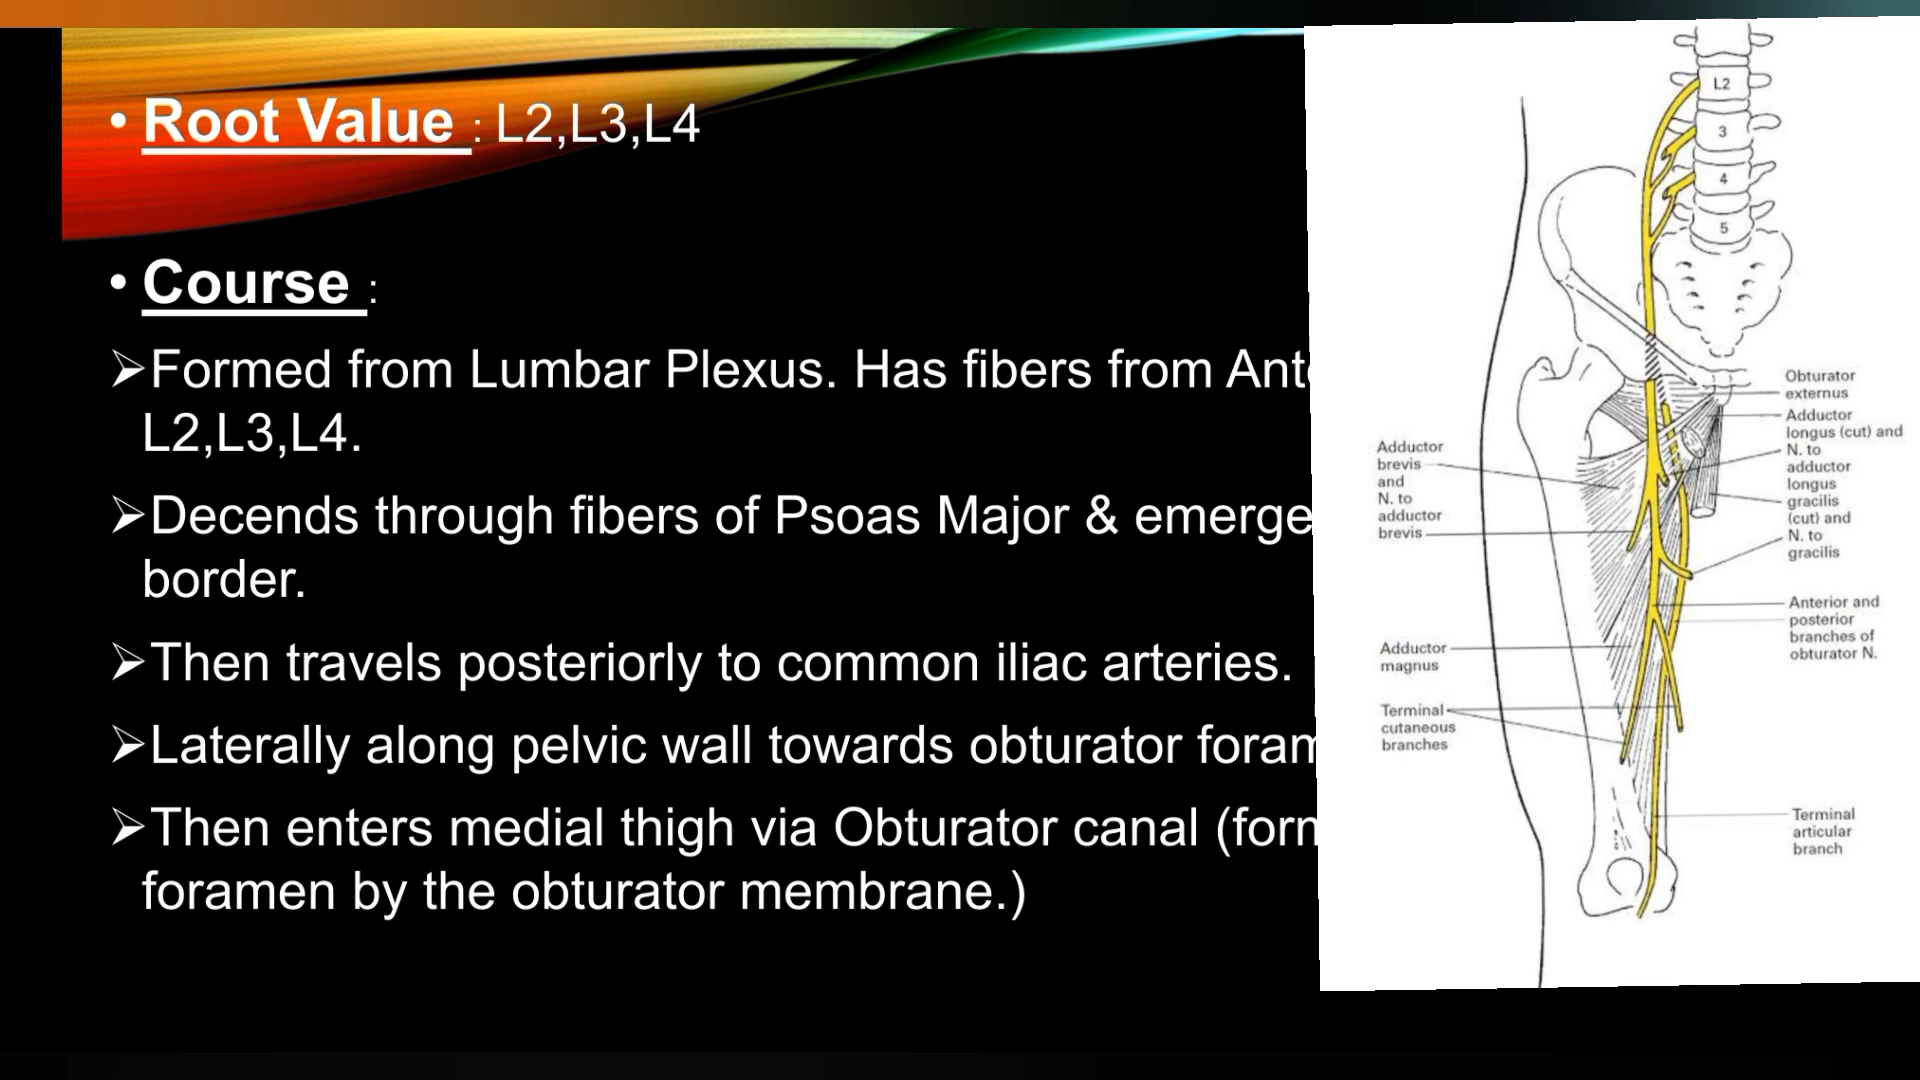 • Root Value : L2,L3,L4
• Course :
➢Formed from Lumbar Plexus. Has fibers from
L2,L3,L4.
➢Decends through fibers of Psoas Major &
border.
➢Then travels posteriorly to common iliac arteries.
➢Laterally along pelvic wall towards obturator
➢Then enters medial thigh via Obturator canal
foramen by the obturator membrane.)
L2
3
4
5
Obturator
externus
Adductor
longus (cut) and
N. to
adductor
longus
gracilis
(cut) and
N. to
gracilis
Adductor
brevis
and
N. to
adductor
brevis
Anterior and
posterior
branches of
obturator N.
Adductor
magnus
Terminal
cutaneous
branches
Terminal
articular
branch